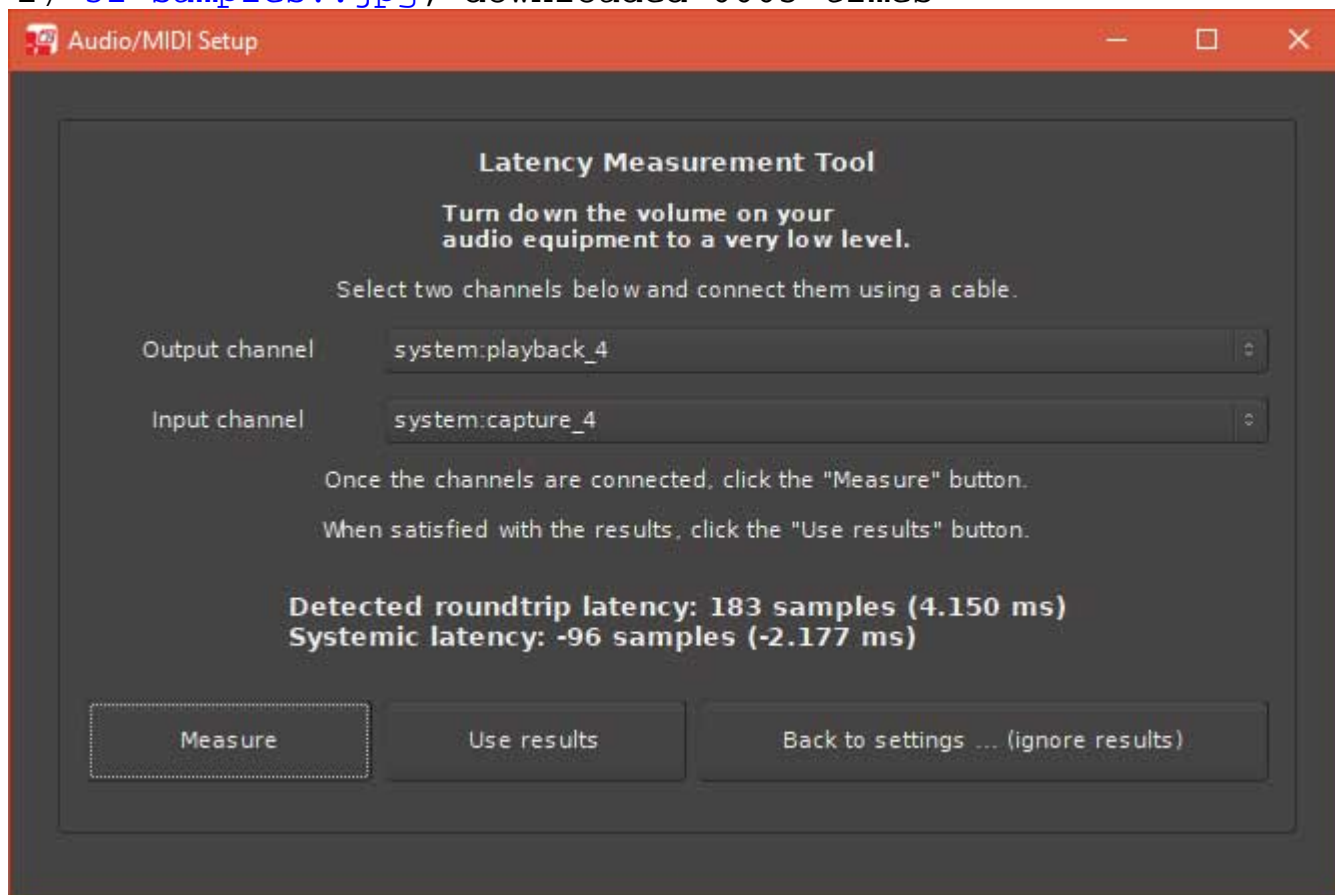 Audio/MIDI Setup
Latency Measurement Tool
Turn down the volume on your
audio equipment to a very low level.
Select two channels below and connect them using a cable.
Output channel system:playback_4
Input channel system:capture_4
Once the channels are connected, click the "Measure" button.
When satisfied with the results, click the "Use results" button.
Detected roundtrip latency: 183 samples (4.150 ms)
Systemic latency: -96 samples (-2.177 ms)
Measure Use results Back to settings ... (ignore results)